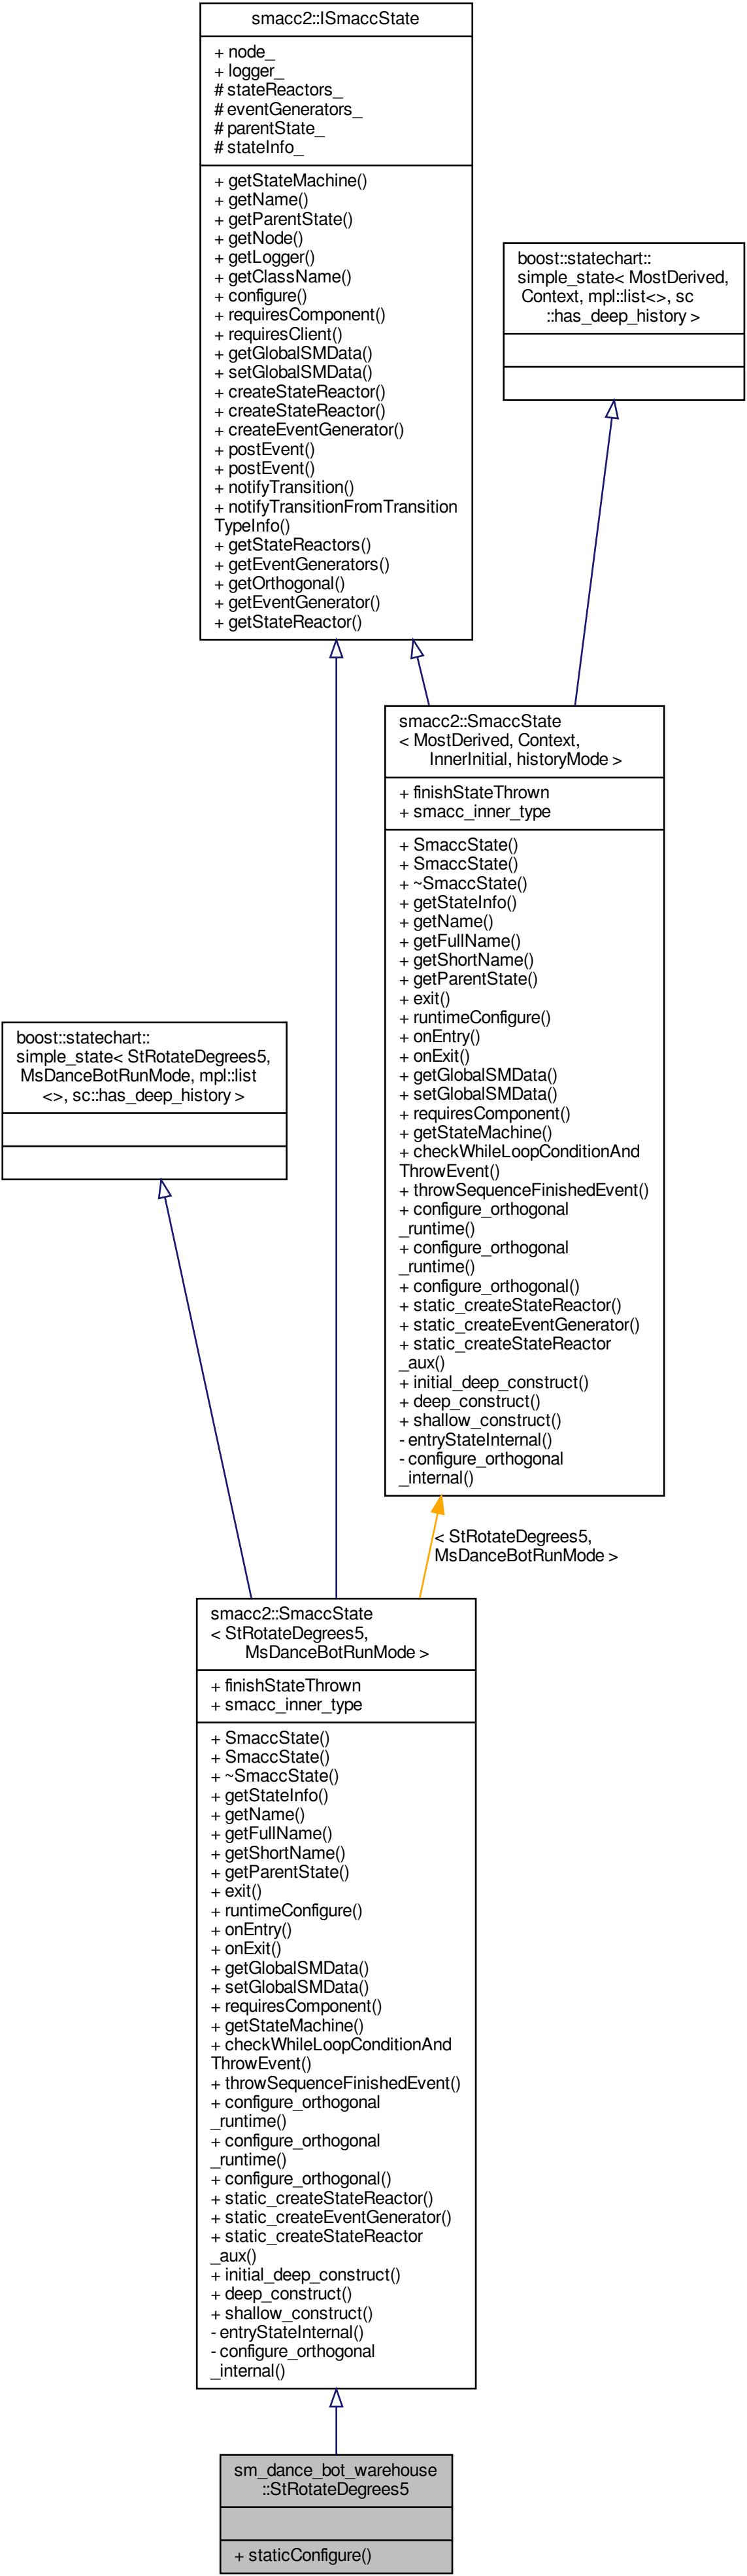 smacc2::ISmaccState
+ node_
+ logger_
# stateReactors_
# eventGenerators_
# parentState_
# stateInfo_
+ getStateMachine()
+ getName()
+ getParentState()
+ getNode()
+ getLogger()
+ getClassName()
+ configure()
+ requiresComponent()
+ requiresClient()
+ getGlobalSMData()
+ setGlobalSMData()
+ createStateReactor()
+ createStateReactor()
+ createEventGenerator()
+ postEvent()
+ postEvent()
+ notifyTransition()
+ notifyTransitionFromTransition
TypeInfo()
+ getStateReactors()
+ getEventGenerators()
+ getOrthogonal()
+ getEventGenerator()
+ getStateReactor()
boost::statechart::
simple_state< MostDerived,
Context, mpl::list<>, sc
::has_deep_history >
smacc2::SmaccState
< MostDerived, Context,
InnerInitial, historyMode >
+ finishStateThrown
+ smacc_inner_type
+ SmaccState()
+ SmaccState()
+ ~SmaccState()
+ getStateInfo()
+ getName()
+ getFullName()
+ getShortName()
+ getParentState()
+ exit()
+ runtimeConfigure()
+ onEntry()
+ onExit()
+ getGlobalSMData()
+ setGlobalSMData()
+ requiresComponent()
+ getStateMachine()
+ checkWhileLoopConditionAnd
ThrowEvent()
+ throwSequenceFinishedEvent()
+ configure_orthogonal
_runtime()
+ configure_orthogonal
_runtime()
+ configure_orthogonal()
+ static_createStateReactor()
+ static_createEventGenerator()
+ static_createStateReactor
_aux()
+ initial_deep_construct()
+ deep_construct()
+ shallow_construct()
- entryStateInternal()
- configure_orthogonal
_internal()
boost::statechart::
simple_state< StRotateDegrees5,
MsDanceBotRunMode, mpl::list
<>, sc::has_deep_history >
< StRotateDegrees5,
MsDanceBotRunMode >
smacc2::SmaccState
< StRotateDegrees5,
MsDanceBotRunMode >
+ finishStateThrown
+ smacc_inner_type
+ SmaccState()
+ SmaccState()
+ ~SmaccState()
+ getStateInfo()
+ getName()
+ getFullName()
+ getShortName()
+ getParentState()
+ exit()
+ runtimeConfigure()
+ onEntry()
+ onExit()
+ getGlobalSMData()
+ setGlobalSMData()
+ requiresComponent()
+ getStateMachine()
+ checkWhileLoopConditionAnd
ThrowEvent()
+ throwSequenceFinishedEvent()
+ configure_orthogonal
_runtime()
+ configure_orthogonal
_runtime()
+ configure_orthogonal()
+ static_createStateReactor()
+ static_createEventGenerator()
+ static_createStateReactor
_aux()
+ initial_deep_construct()
+ deep_construct()
+ shallow_construct()
- entryStateInternal()
- configure_orthogonal
_internal()
sm_dance_bot_warehouse
::StRotateDegrees5
+ staticConfigure()